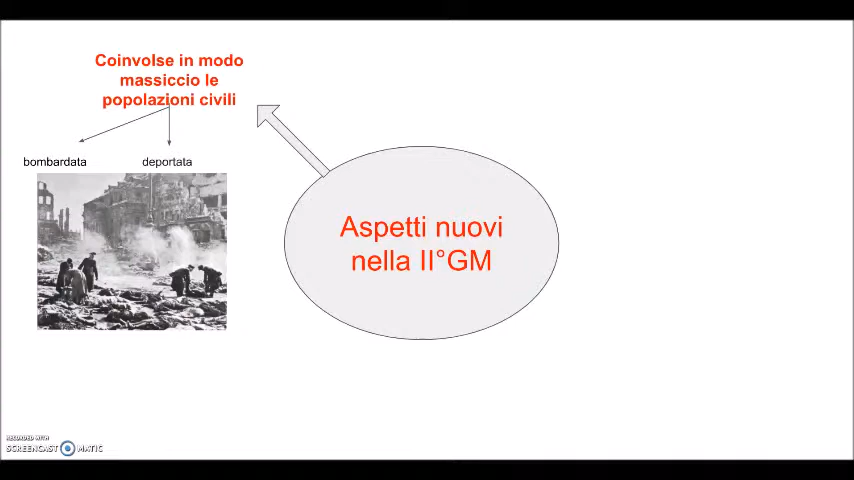 Coinvolse in modo
massiccio le
popolazioni civili
bombardata
deportata
Aspetti nuovi
nella II°GM
RECORDED WITH
SCREENCAST MATIC